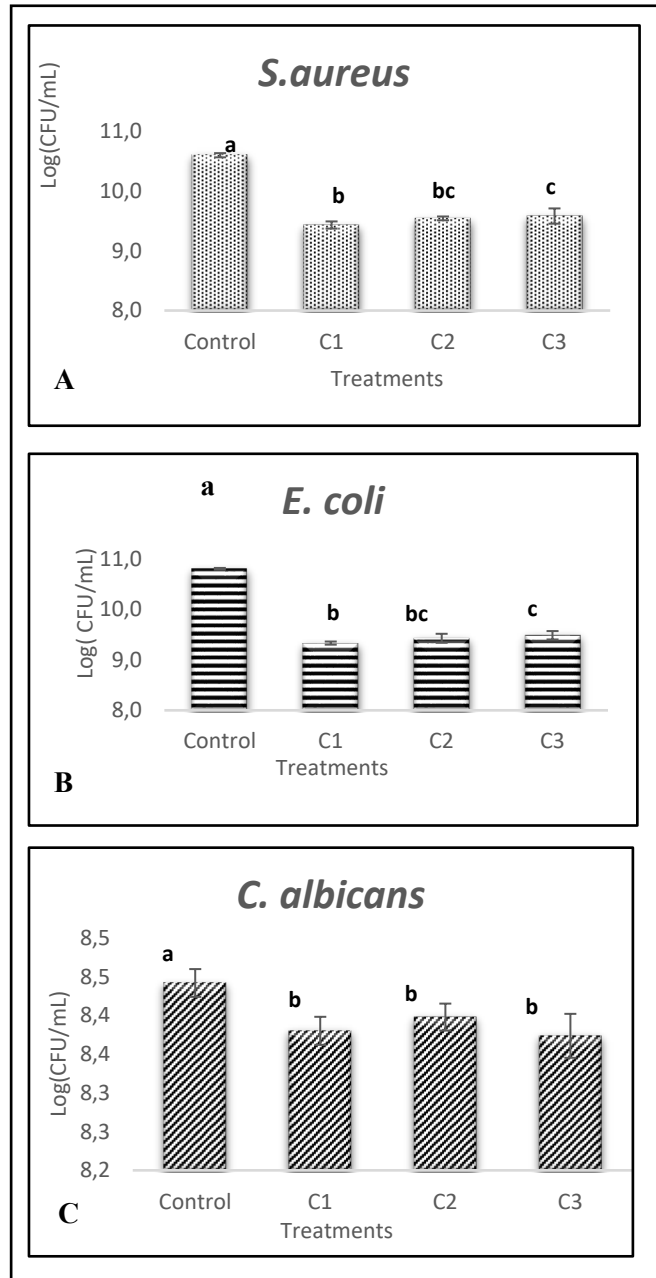 S.aureus
Log(CFU/mL)
11,0
10,0
9,0
8,0
a
b
bc
c
Control C1 C2 C3
Treatments
A
a
E. coli
Log( CFU/mL)
11,0
10,0
9,0
8,0
b
bc
c
Control C1 C2 C3
Treatments
B
C. albicans
Log(CFU/mL)
8,5
8,5
8,4
8,4
8,3
8,3
8,2
a
b
b
b
Control C1 C2 C3
Treatments
C